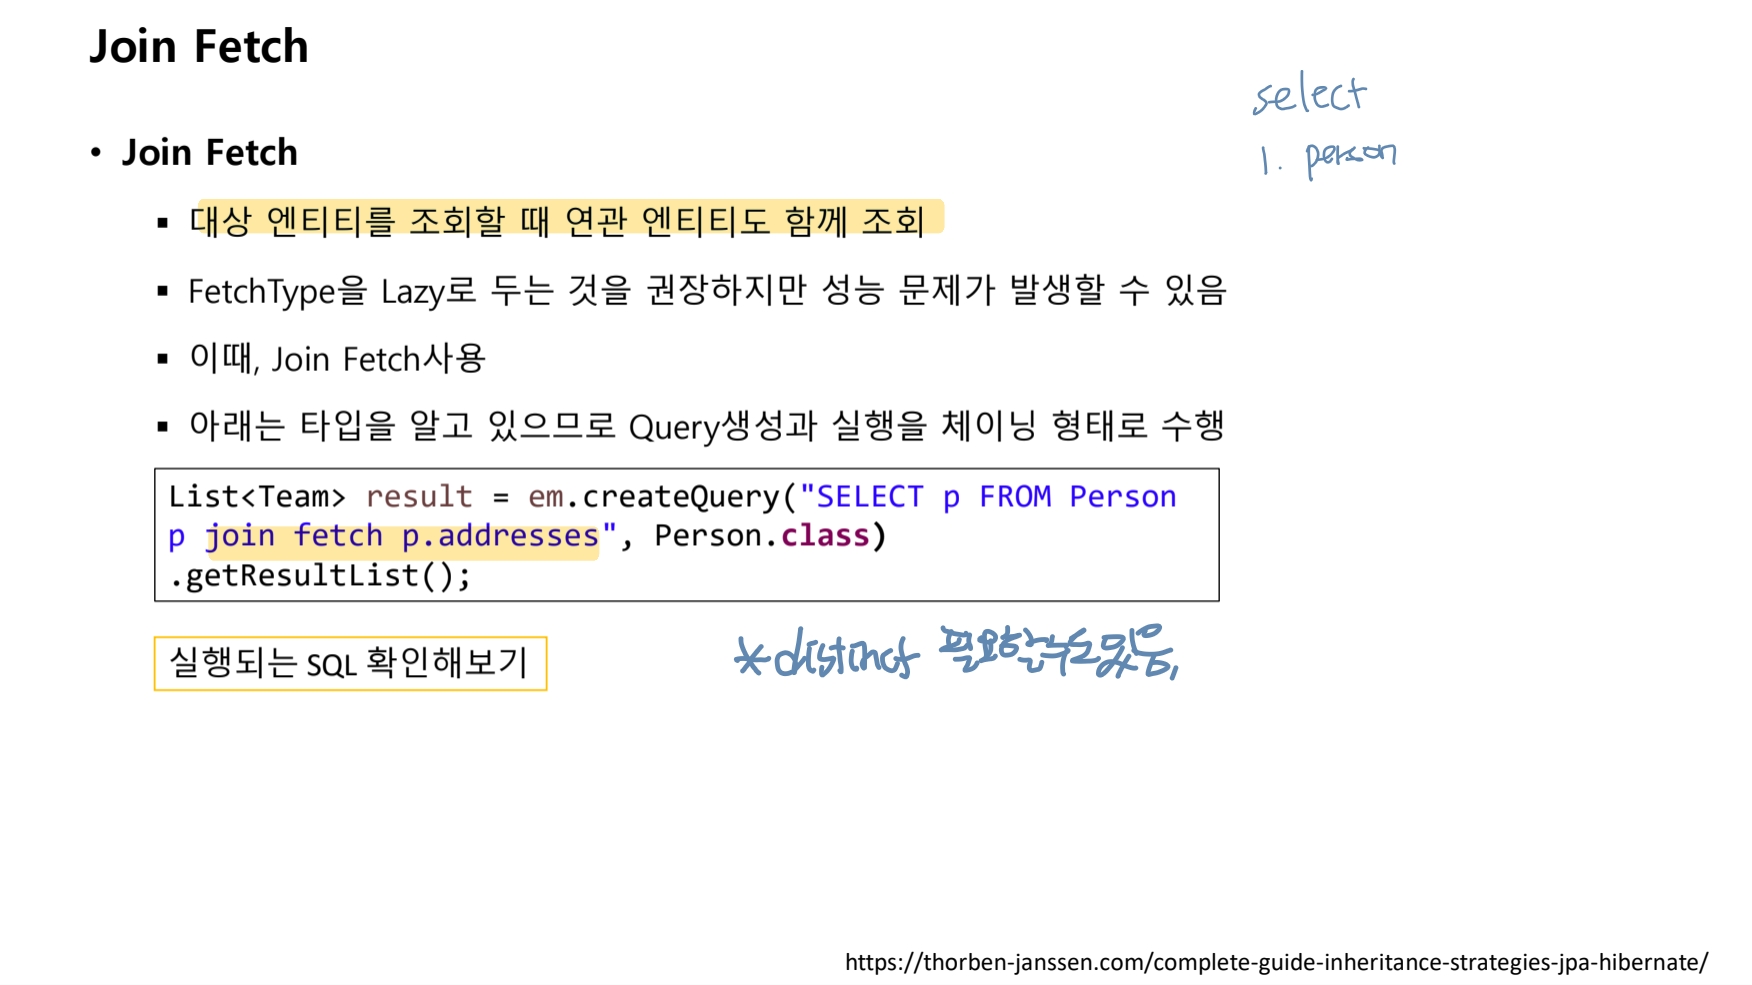 Join Fetch
select
1. person
• Join Fetch
▪ 대상 엔티티를 조회할 때 연관 엔티티도 함께 조회
▪ FetchType을 Lazy로 두는 것을 권장하지만 성능 문제가 발생할 수 있음
▪ 이때, Join Fetch사용
▪ 아래는 타입을 알고 있으므로 Query생성과 실행을 체이닝 형태로 수행
List<Team> result = em.createQuery("SELECT p FROM Person
p join fetch p.addresses", Person.class)
.getResultList();
실행되는 SQL 확인해보기
*distinct 필요할수도있음,
https://thorben-janssen.com/complete-guide-inheritance-strategies-jpa-hibernate/